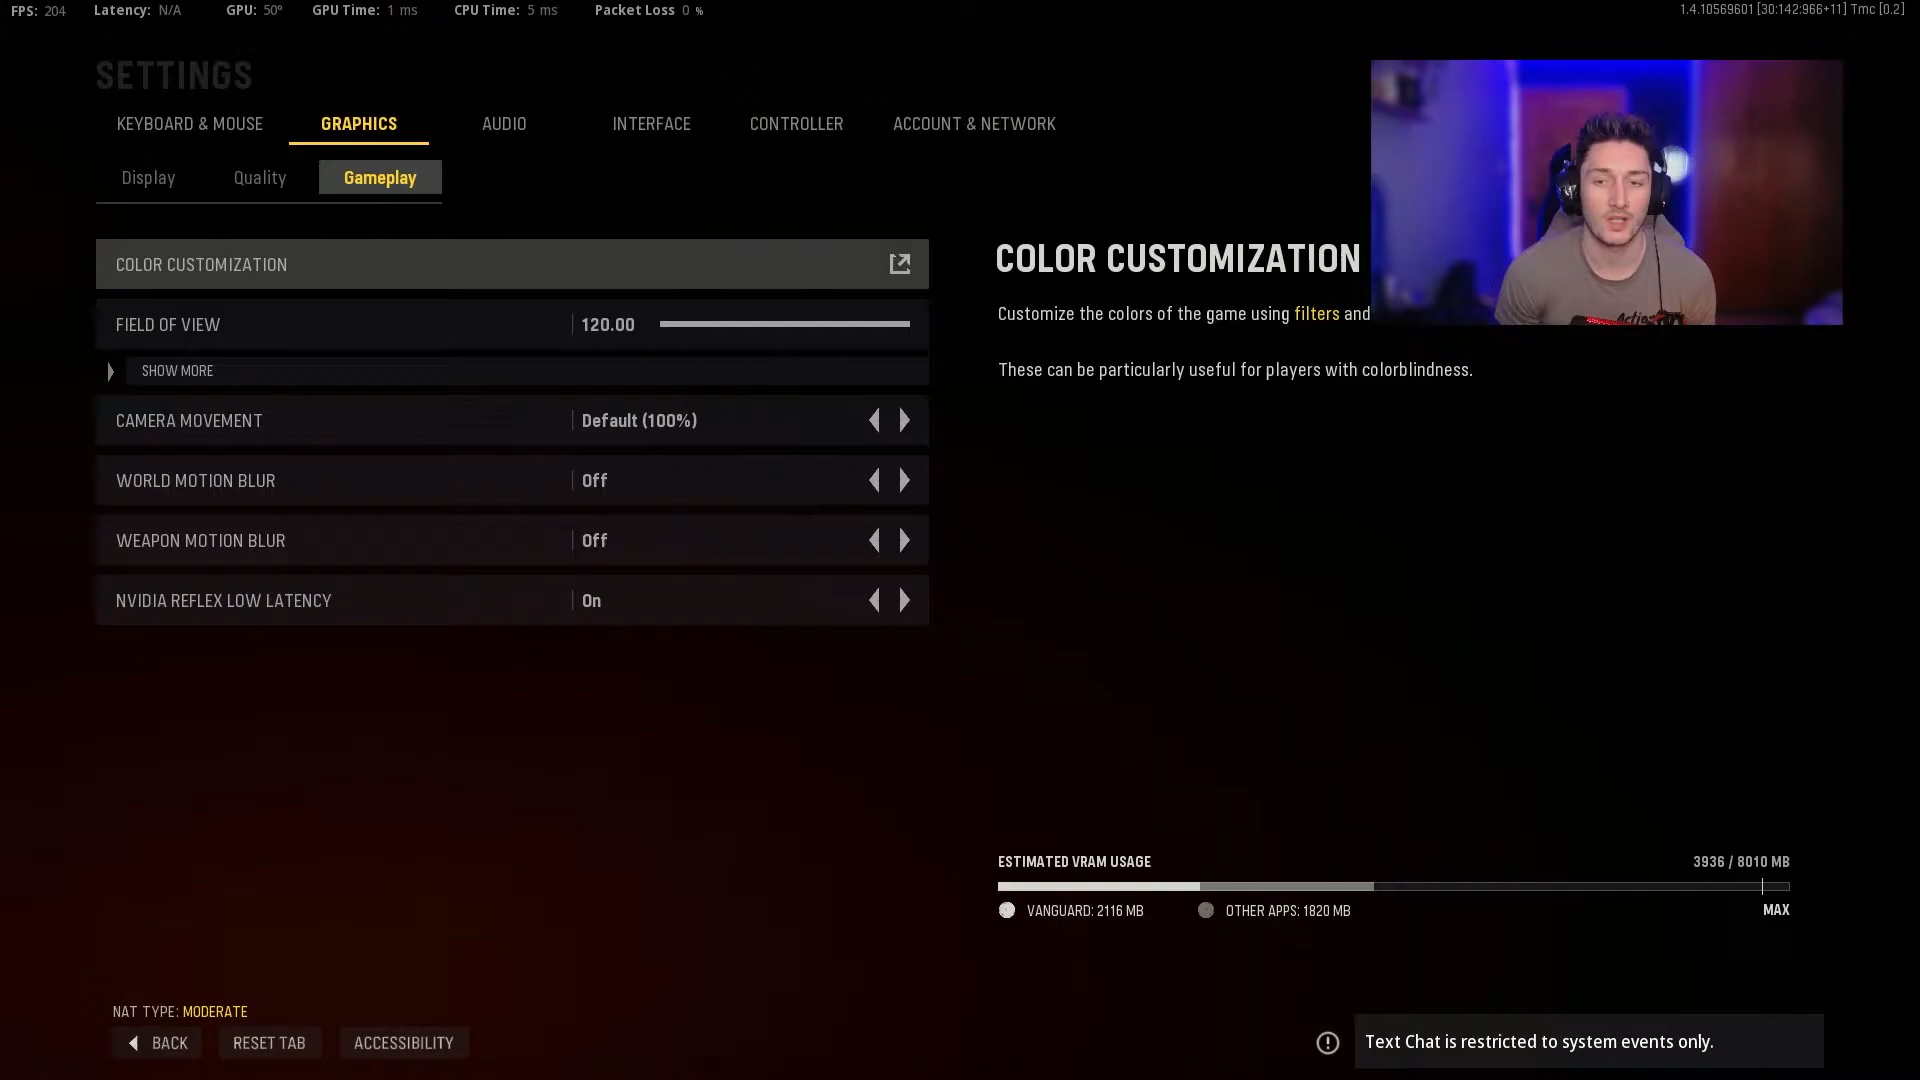 FPS: 204 Latency: N/A GPU: 50° GPU Time: 1 ms CPU Time: 5 ms Packet Loss 0 %
1.4.10569601 [30:142:966+11] Tmc [0.2]
SETTINGS
KEYBOARD & MOUSE GRAPHICS AUDIO INTERFACE CONTROLLER ACCOUNT & NETWORK
Display Quality Gameplay
COLOR CUSTOMIZATION
FIELD OF VIEW 120.00
SHOW MORE
CAMERA MOVEMENT Default (100%)
WORLD MOTION BLUR Off
WEAPON MOTION BLUR Off
NVIDIA REFLEX LOW LATENCY On
COLOR CUSTOMIZATION
Customize the colors of the game using filters and
These can be particularly useful for players with colorblindness.
ESTIMATED VRAM USAGE 3936 / 8010 MB
VANGUARD: 2116 MB OTHER APPS: 1820 MB MAX
NAT TYPE: MODERATE
BACK RESET TAB ACCESSIBILITY
Text Chat is restricted to system events only.